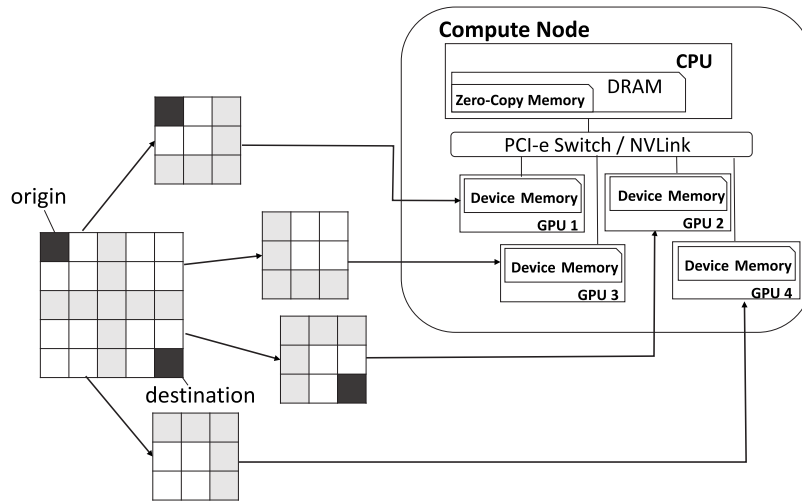 Compute Node
CPU
DRAM
Zero-Copy Memory
PCI-e Switch / NVLink
Device Memory
GPU 1
Device Memory
GPU 2
Device Memory
GPU 3
Device Memory
GPU 4
origin
destination